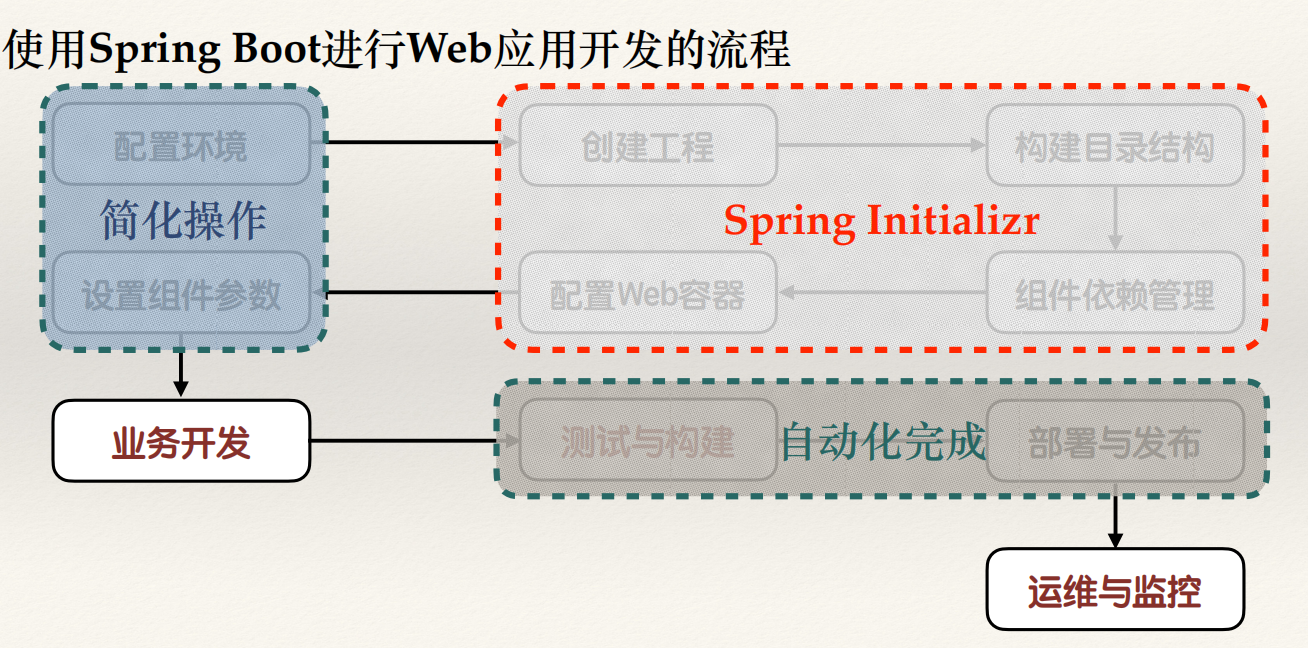 使用Spring Boot进行Web应用开发的流程
配置环境
创建工程
构建目录结构
简化操作
Spring Initializr
设置组件参数
配置Web容器
组件依赖管理
业务开发
测试与构建
自动化完成
部署与发布
运维与监控